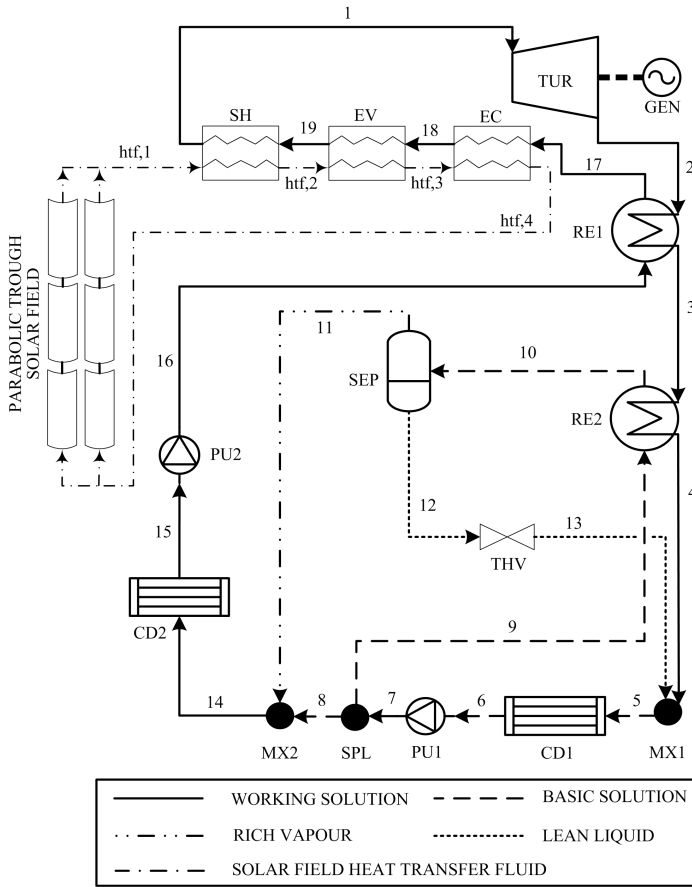 1
TUR
GEN
SH
EV
EC
19
18
17
2
htf,1
htf,2
htf,3
htf,4
RE1
PARABOLIC TROUGH
SOLAR FIELD
3
11
16
SEP
10
RE2
PU2
4
12
13
15
THV
CD2
9
14
8
7
6
5
MX2
SPL
PU1
CD1
MX1
WORKING SOLUTION
BASIC SOLUTION
RICH VAPOUR
LEAN LIQUID
SOLAR FIELD HEAT TRANSFER FLUID